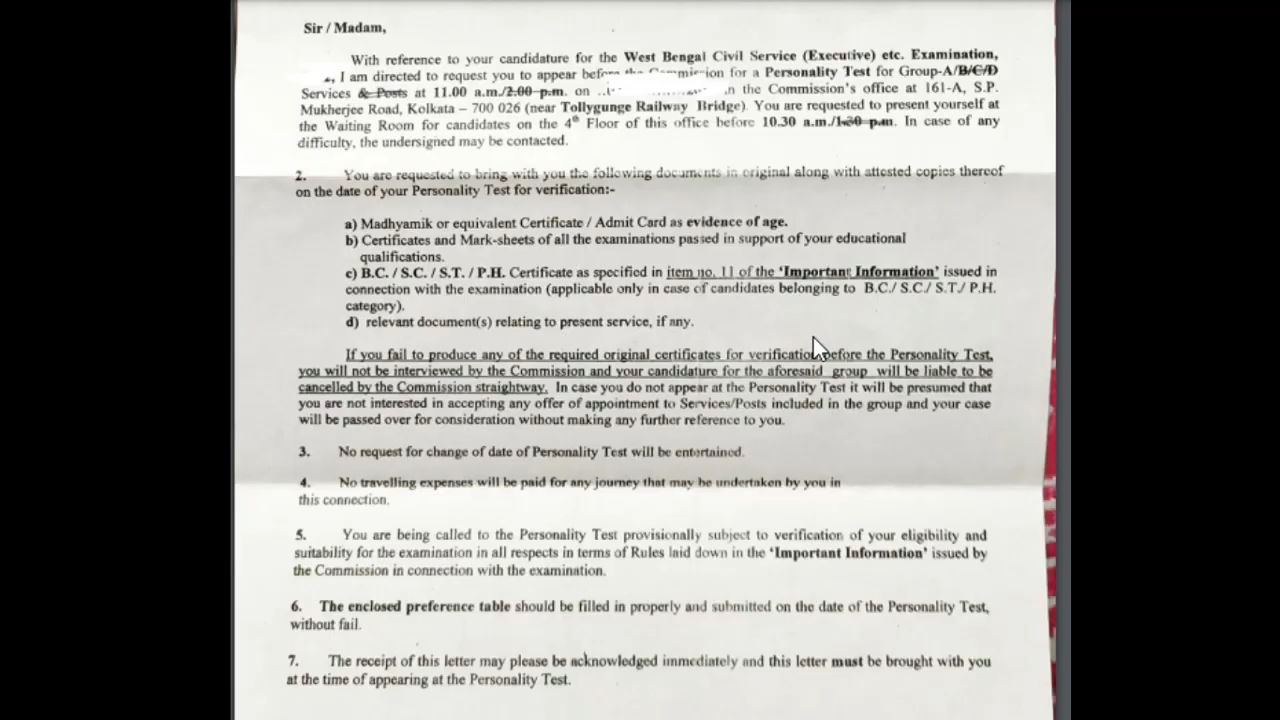 Sir / Madam,
With reference to your candidature for the West Bengal Civil Service (Executive) etc. Examination,
, I am directed to request you to appear before the Commission for a Personality Test for Group-A/B/C/D
Services & Posts at 11.00 a.m./2.00 p.m. on in the Commission's office at 161-A, S.P.
Mukherjee Road, Kolkata – 700 026 (near Tollygunge Railway Bridge). You are requested to present yourself at
the Waiting Room for candidates on the 4th Floor of this office before 10.30 a.m./1.30 p.m. In case of any
difficulty, the undersigned may be contacted.
2. You are requested to bring with you the following documents in original along with attested copies thereof
on the date of your Personality Test for verification:-
a) Madhyamik or equivalent Certificate / Admit Card as evidence of age.
b) Certificates and Mark-sheets of all the examinations passed in support of your educational
qualifications.
c) B.C. / S.C. / S.T. / P.H. Certificate as specified in item no. 11 of the 'Important Information' issued in
connection with the examination (applicable only in case of candidates belonging to B.C./ S.C./ S.T./ P.H.
category).
d) relevant document(s) relating to present service, if any.
If you fail to produce any of the required original certificates for verification before the Personality Test,
you will not be interviewed by the Commission and your candidature for the aforesaid group will be liable to be
cancelled by the Commission straightway. In case you do not appear at the Personality Test it will be presumed that
you are not interested in accepting any offer of appointment to Services/Posts included in the group and your case
will be passed over for consideration without making any further reference to you.
3. No request for change of date of Personality Test will be entertained.
4. No travelling expenses will be paid for any journey that may be undertaken by you in
this connection.
5. You are being called to the Personality Test provisionally subject to verification of your eligibility and
suitability for the examination in all respects in terms of Rules laid down in the 'Important Information' issued by
the Commission in connection with the examination.
6. The enclosed preference table should be filled in properly and submitted on the date of the Personality Test,
without fail.
7. The receipt of this letter may please be acknowledged immediately and this letter must be brought with you
at the time of appearing at the Personality Test.